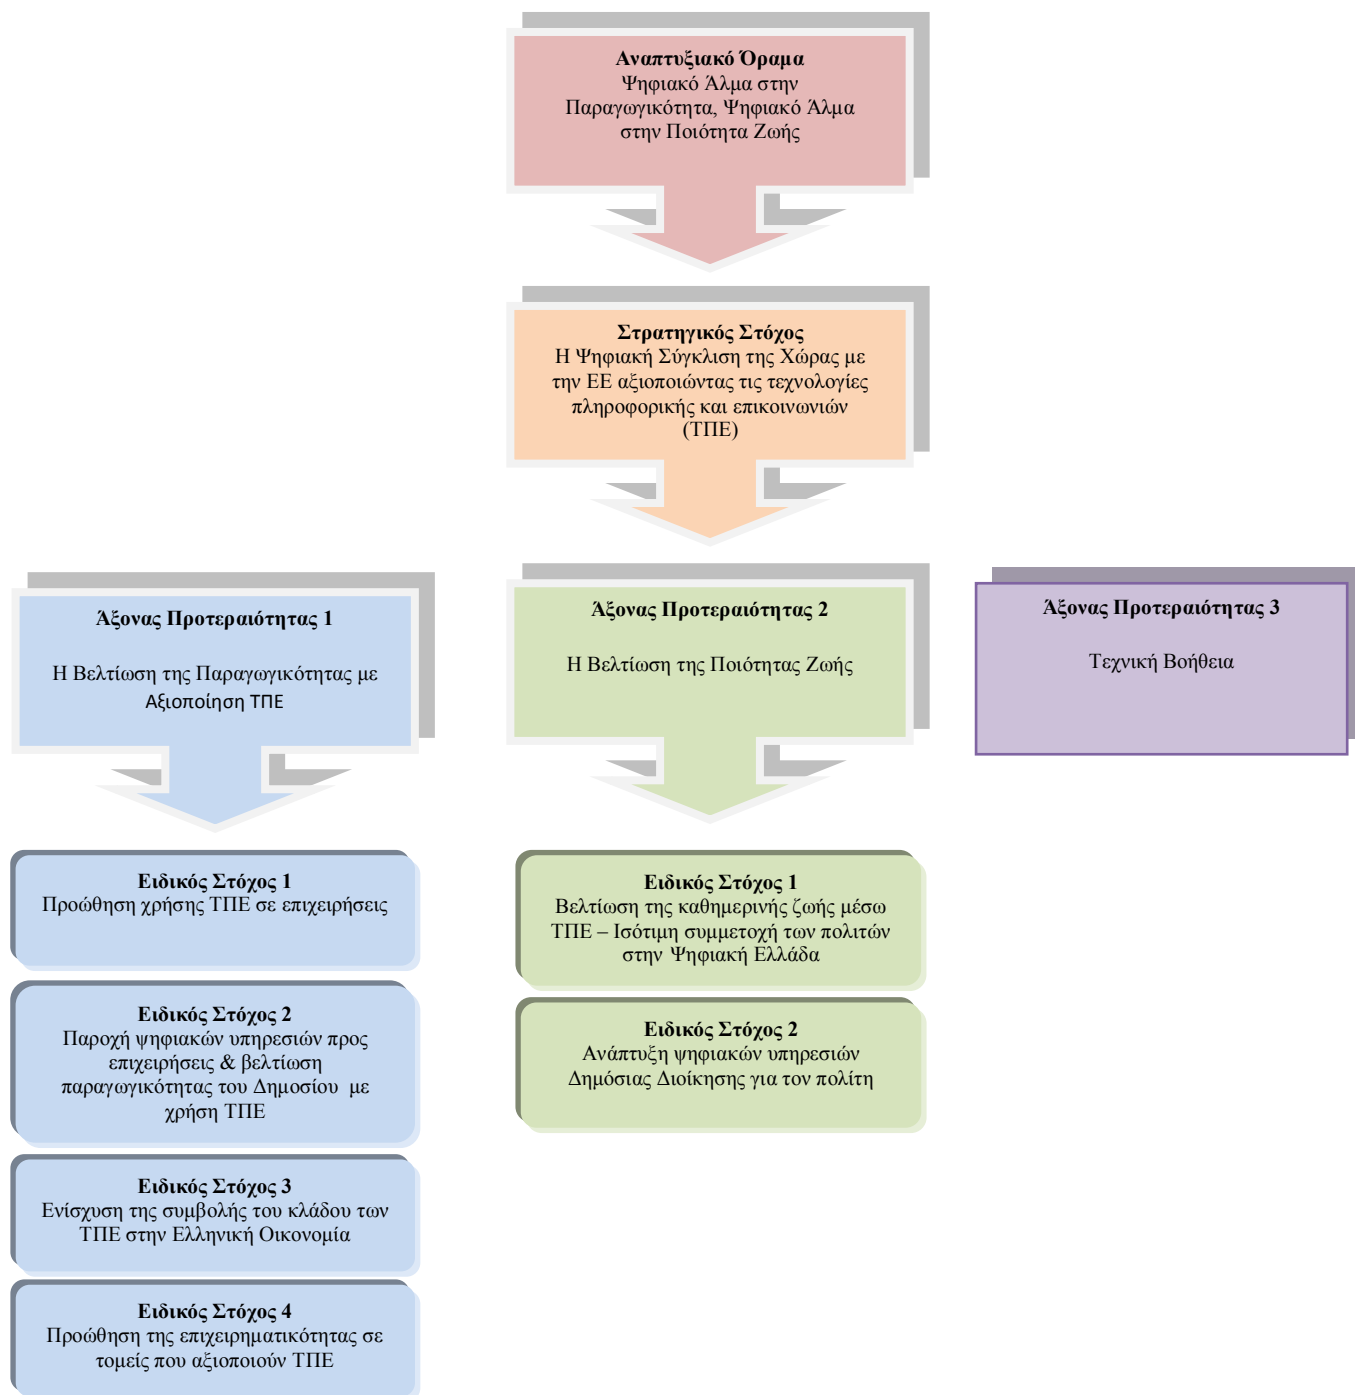 Αναπτυξιακό Όραμα
Ψηφιακό Άλμα στην
Παραγωγικότητα, Ψηφιακό Άλμα
στην Ποιότητα Ζωής
Στρατηγικός Στόχος
Η Ψηφιακή Σύγκλιση της Χώρας με
την ΕΕ αξιοποιώντας τις τεχνολογίες
πληροφορικής και επικοινωνιών
(ΤΠΕ)
Άξονας Προτεραιότητας 1
Η Βελτίωση της Παραγωγικότητας με
Αξιοποίηση ΤΠΕ
Άξονας Προτεραιότητας 2
Η Βελτίωση της Ποιότητας Ζωής
Άξονας Προτεραιότητας 3
Τεχνική Βοήθεια
Ειδικός Στόχος 1
Προώθηση χρήσης ΤΠΕ σε επιχειρήσεις
Ειδικός Στόχος 2
Παροχή ψηφιακών υπηρεσιών προς
επιχειρήσεις & βελτίωση
παραγωγικότητας του Δημοσίου με
χρήση ΤΠΕ
Ειδικός Στόχος 3
Ενίσχυση της συμβολής του κλάδου των
ΤΠΕ στην Ελληνική Οικονομία
Ειδικός Στόχος 4
Προώθηση της επιχειρηματικότητας σε
τομείς που αξιοποιούν ΤΠΕ
Ειδικός Στόχος 1
Βελτίωση της καθημερινής ζωής μέσω
ΤΠΕ – Ισότιμη συμμετοχή των πολιτών
στην Ψηφιακή Ελλάδα
Ειδικός Στόχος 2
Ανάπτυξη ψηφιακών υπηρεσιών
Δημόσιας Διοίκησης για τον πολίτη